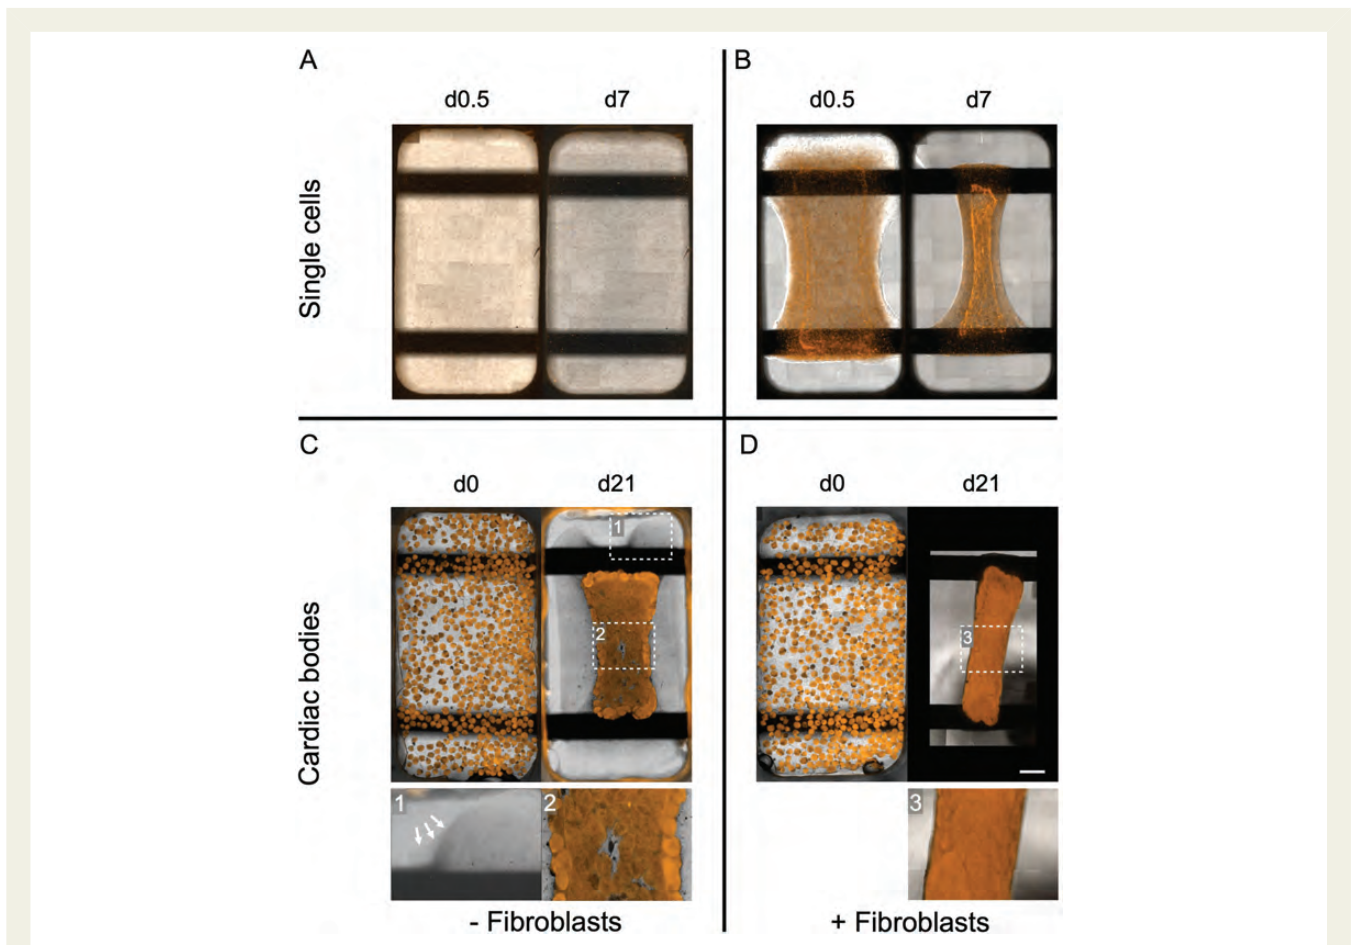 A
B
d0.5 d7
d0.5 d7
Single cells
C
D
d0 d21
d0 d21
1
2
3
Cardiac bodies
1 2
3
- Fibroblasts
+ Fibroblasts